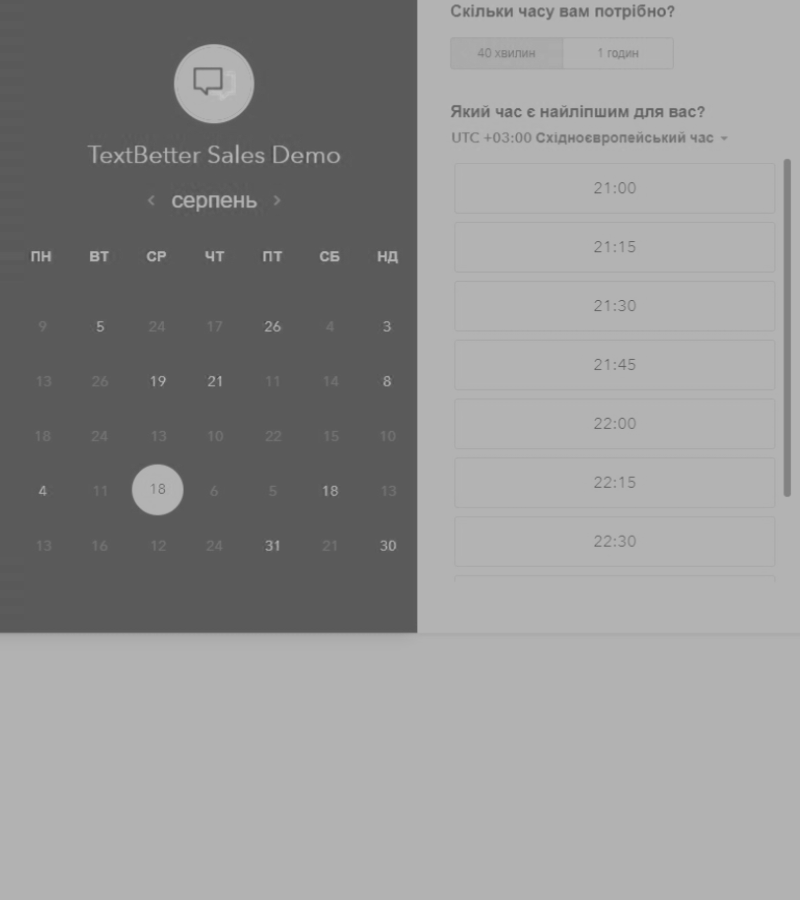 TextBetter Sales Demo
серпень
ПН ВТ СР ЧТ ПТ СБ НД
9 5 24 17 26 4 3
13 26 19 21 11 14 8
18 24 13 10 22 15 10
4 11 18 6 5 18 13
13 16 12 24 31 21 30
Скільки часу вам потрібно?
40 хвилин 1 годин
Який час є найліпшим для вас?
UTC +03:00 Східноєвропейський час
21:00
21:15
21:30
21:45
22:00
22:15
22:30